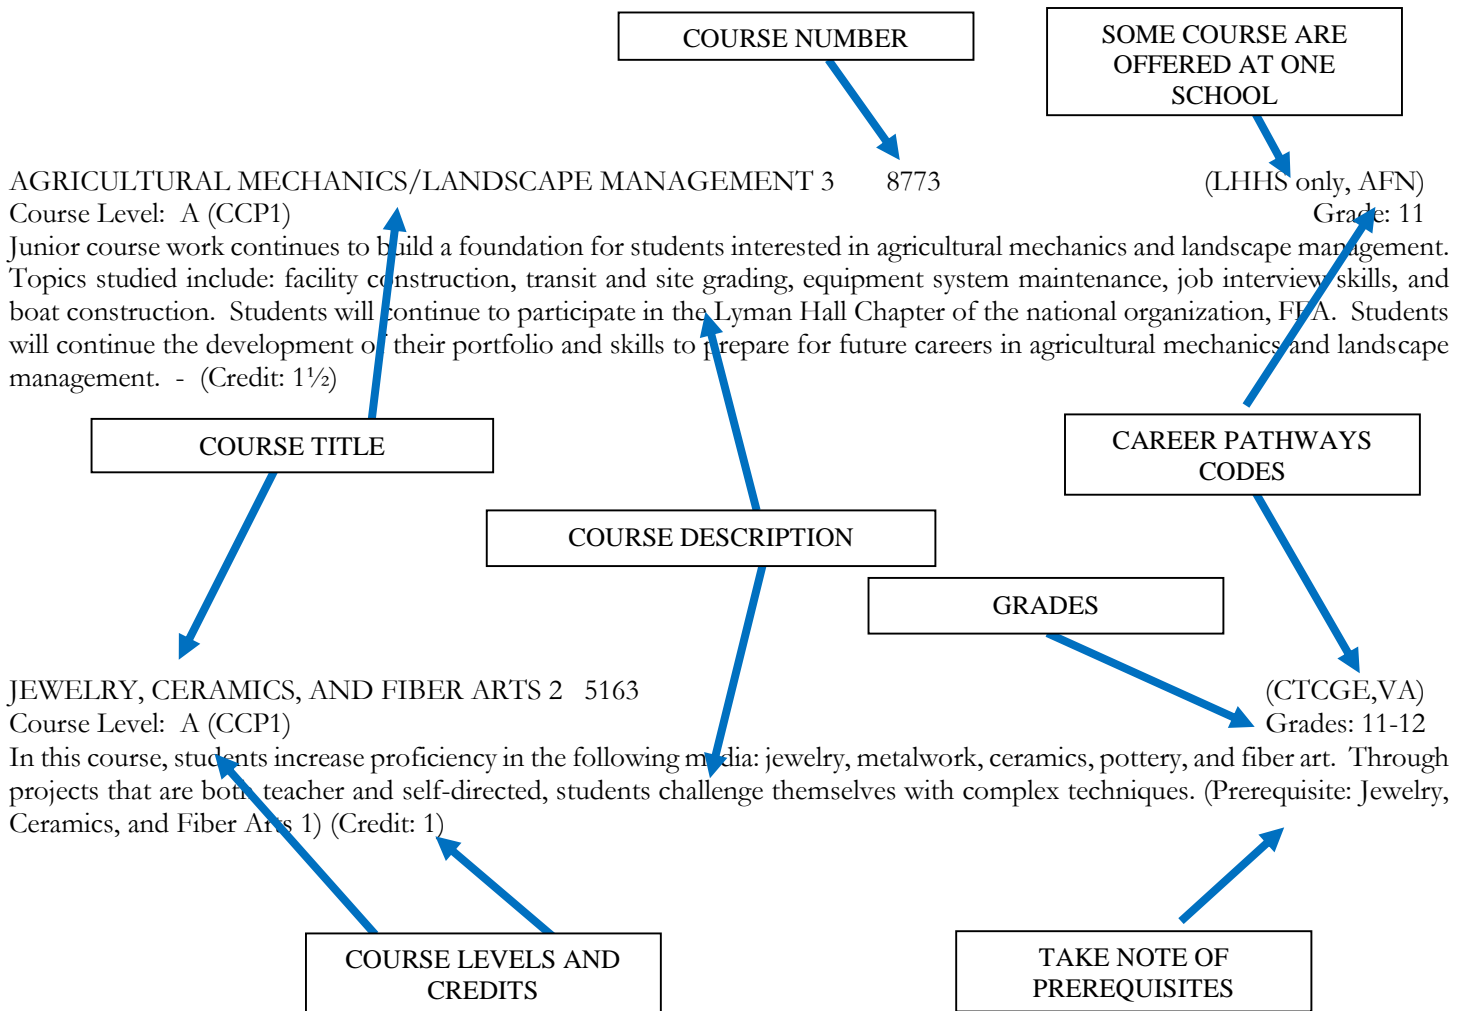 COURSE NUMBER
SOME COURSE ARE
OFFERED AT ONE
SCHOOL
AGRICULTURAL MECHANICS/LANDSCAPE MANAGEMENT 3 8773 (LHHS only, AFN)
Course Level: A (CCP1) Grade: 11
Junior course work continues to build a foundation for students interested in agricultural mechanics and landscape management.
Topics studied include: facility construction, transit and site grading, equipment system maintenance, job interview skills, and
boat construction. Students will continue to participate in the Lyman Hall Chapter of the national organization, FFA. Students
will continue the development of their portfolio and skills to prepare for future careers in agricultural mechanics and landscape
management. - (Credit: 1½)
COURSE TITLE
CAREER PATHWAYS
CODES
COURSE DESCRIPTION
GRADES
JEWELRY, CERAMICS, AND FIBER ARTS 2 5163 (CTCGE,VA)
Course Level: A (CCP1) Grades: 11-12
In this course, students increase proficiency in the following media: jewelry, metalwork, ceramics, pottery, and fiber art. Through
projects that are both teacher and self-directed, students challenge themselves with complex techniques. (Prerequisite: Jewelry,
Ceramics, and Fiber Arts 1) (Credit: 1)
COURSE LEVELS AND
CREDITS
TAKE NOTE OF
PREREQUISITES